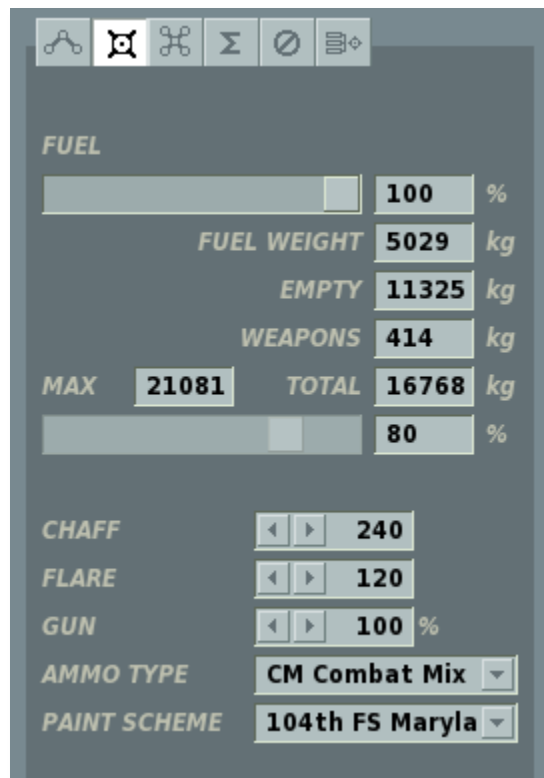 Σ
FUEL
100 %
FUEL WEIGHT 5029 kg
EMPTY 11325 kg
WEAPONS 414 kg
MAX 21081 TOTAL 16768 kg
80 %
CHAFF 240
FLARE 120
GUN 100 %
AMMO TYPE CM Combat Mix
PAINT SCHEME 104th FS Maryla